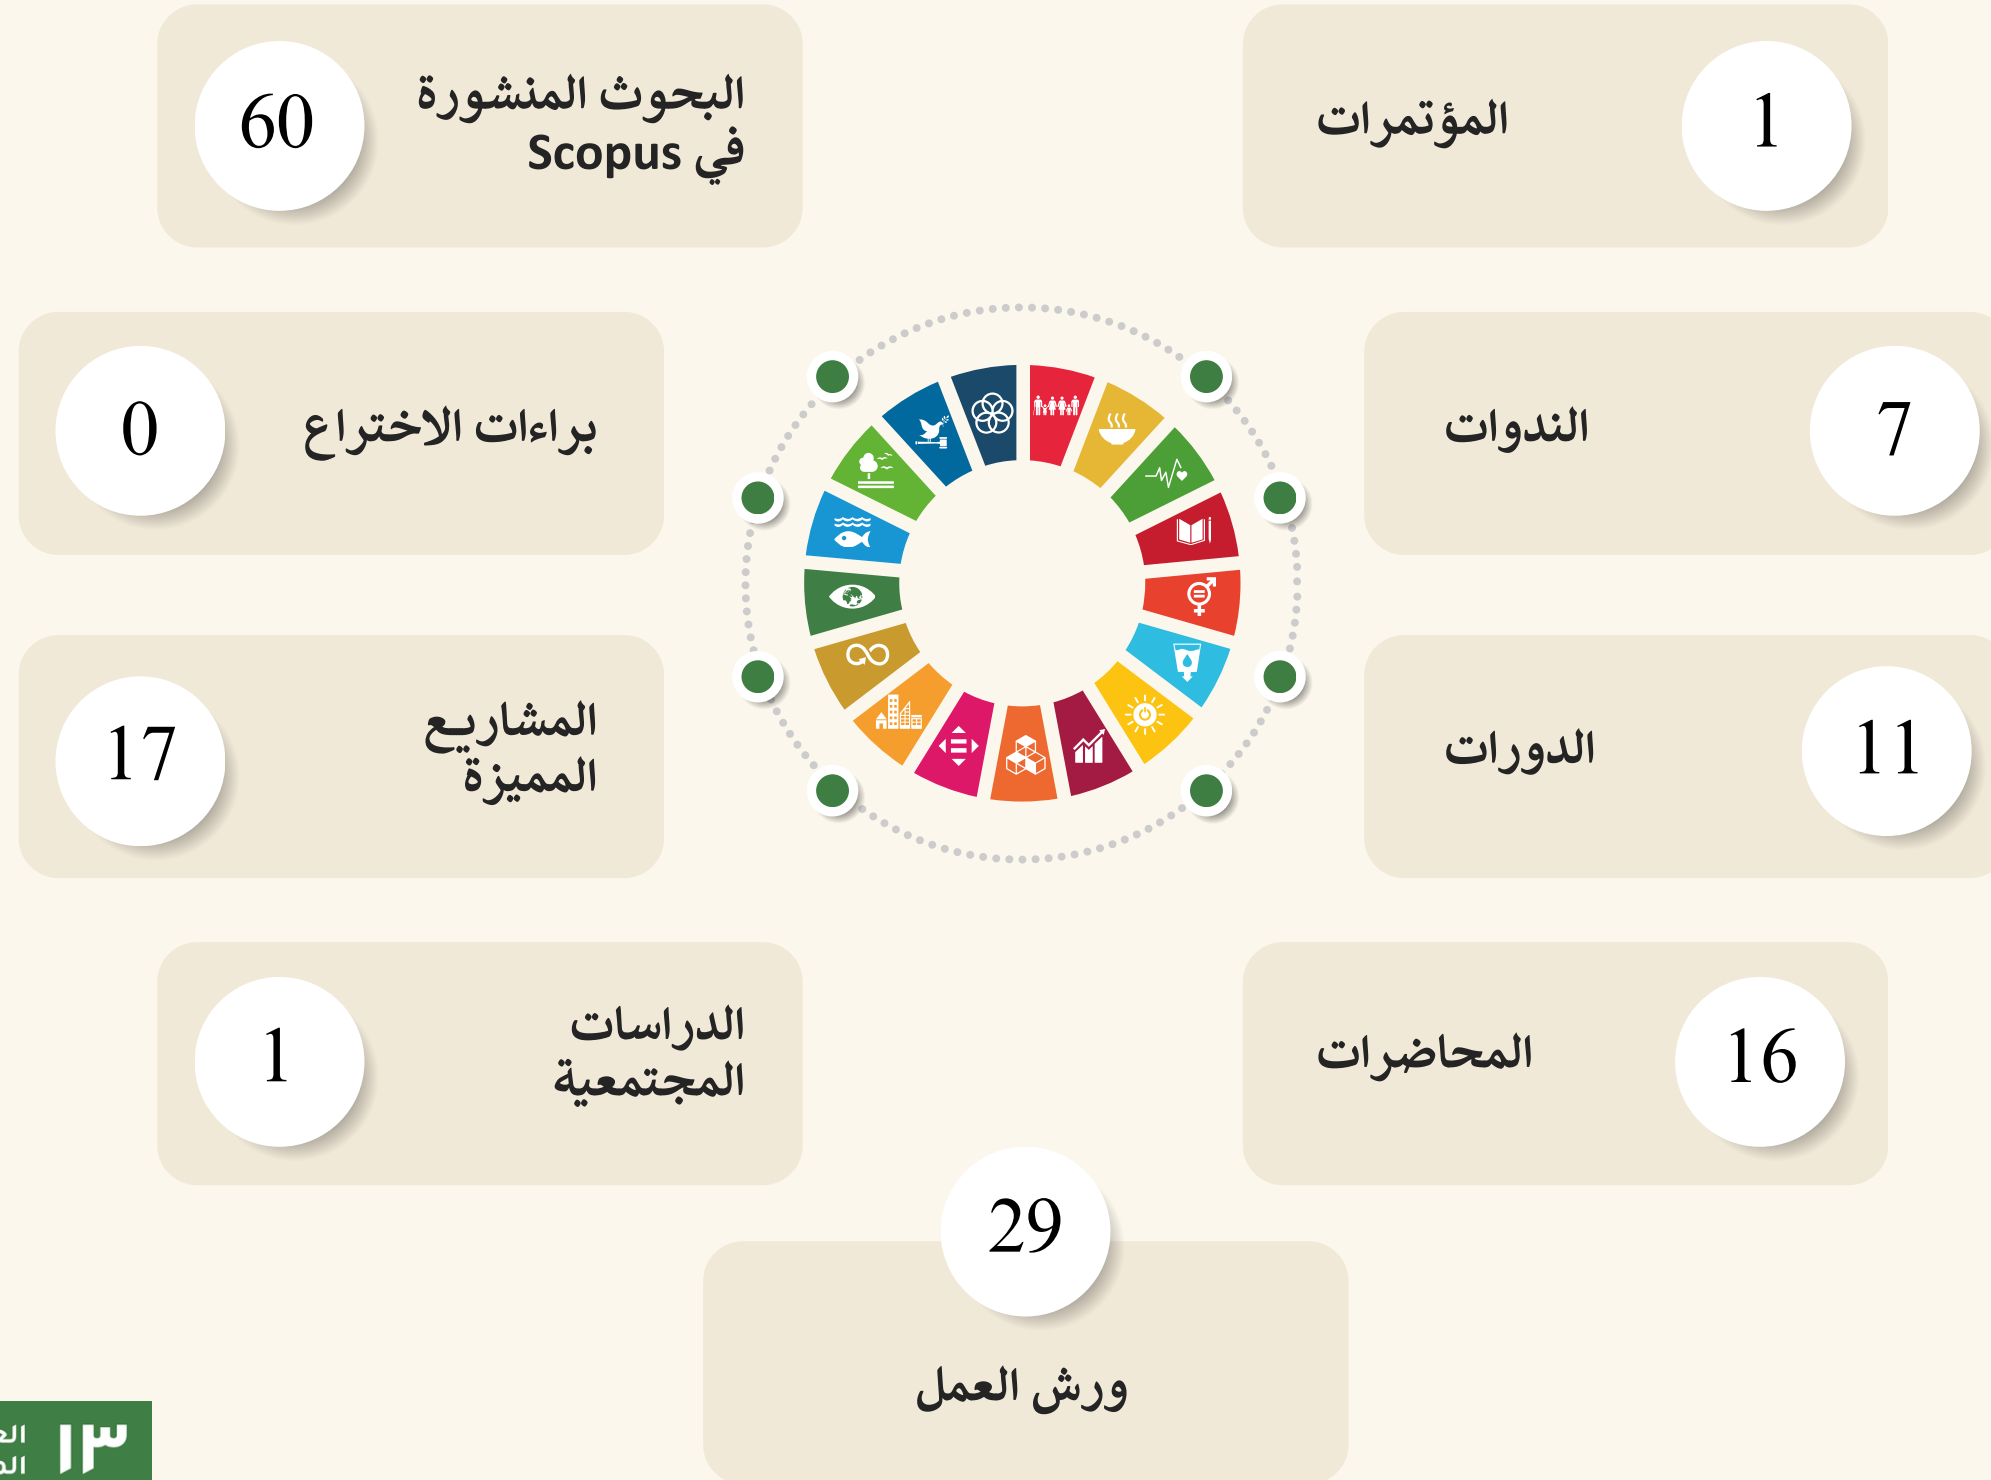 1
المؤتمرات
60
البحوث المنشورة
في Scopus
7
الندوات
0
براءات الاختراع
11
الدورات
17
المشاريع
المميزة
16
المحاضرات
1
الدراسات
المجتمعية
29
ورش العمل
١٣